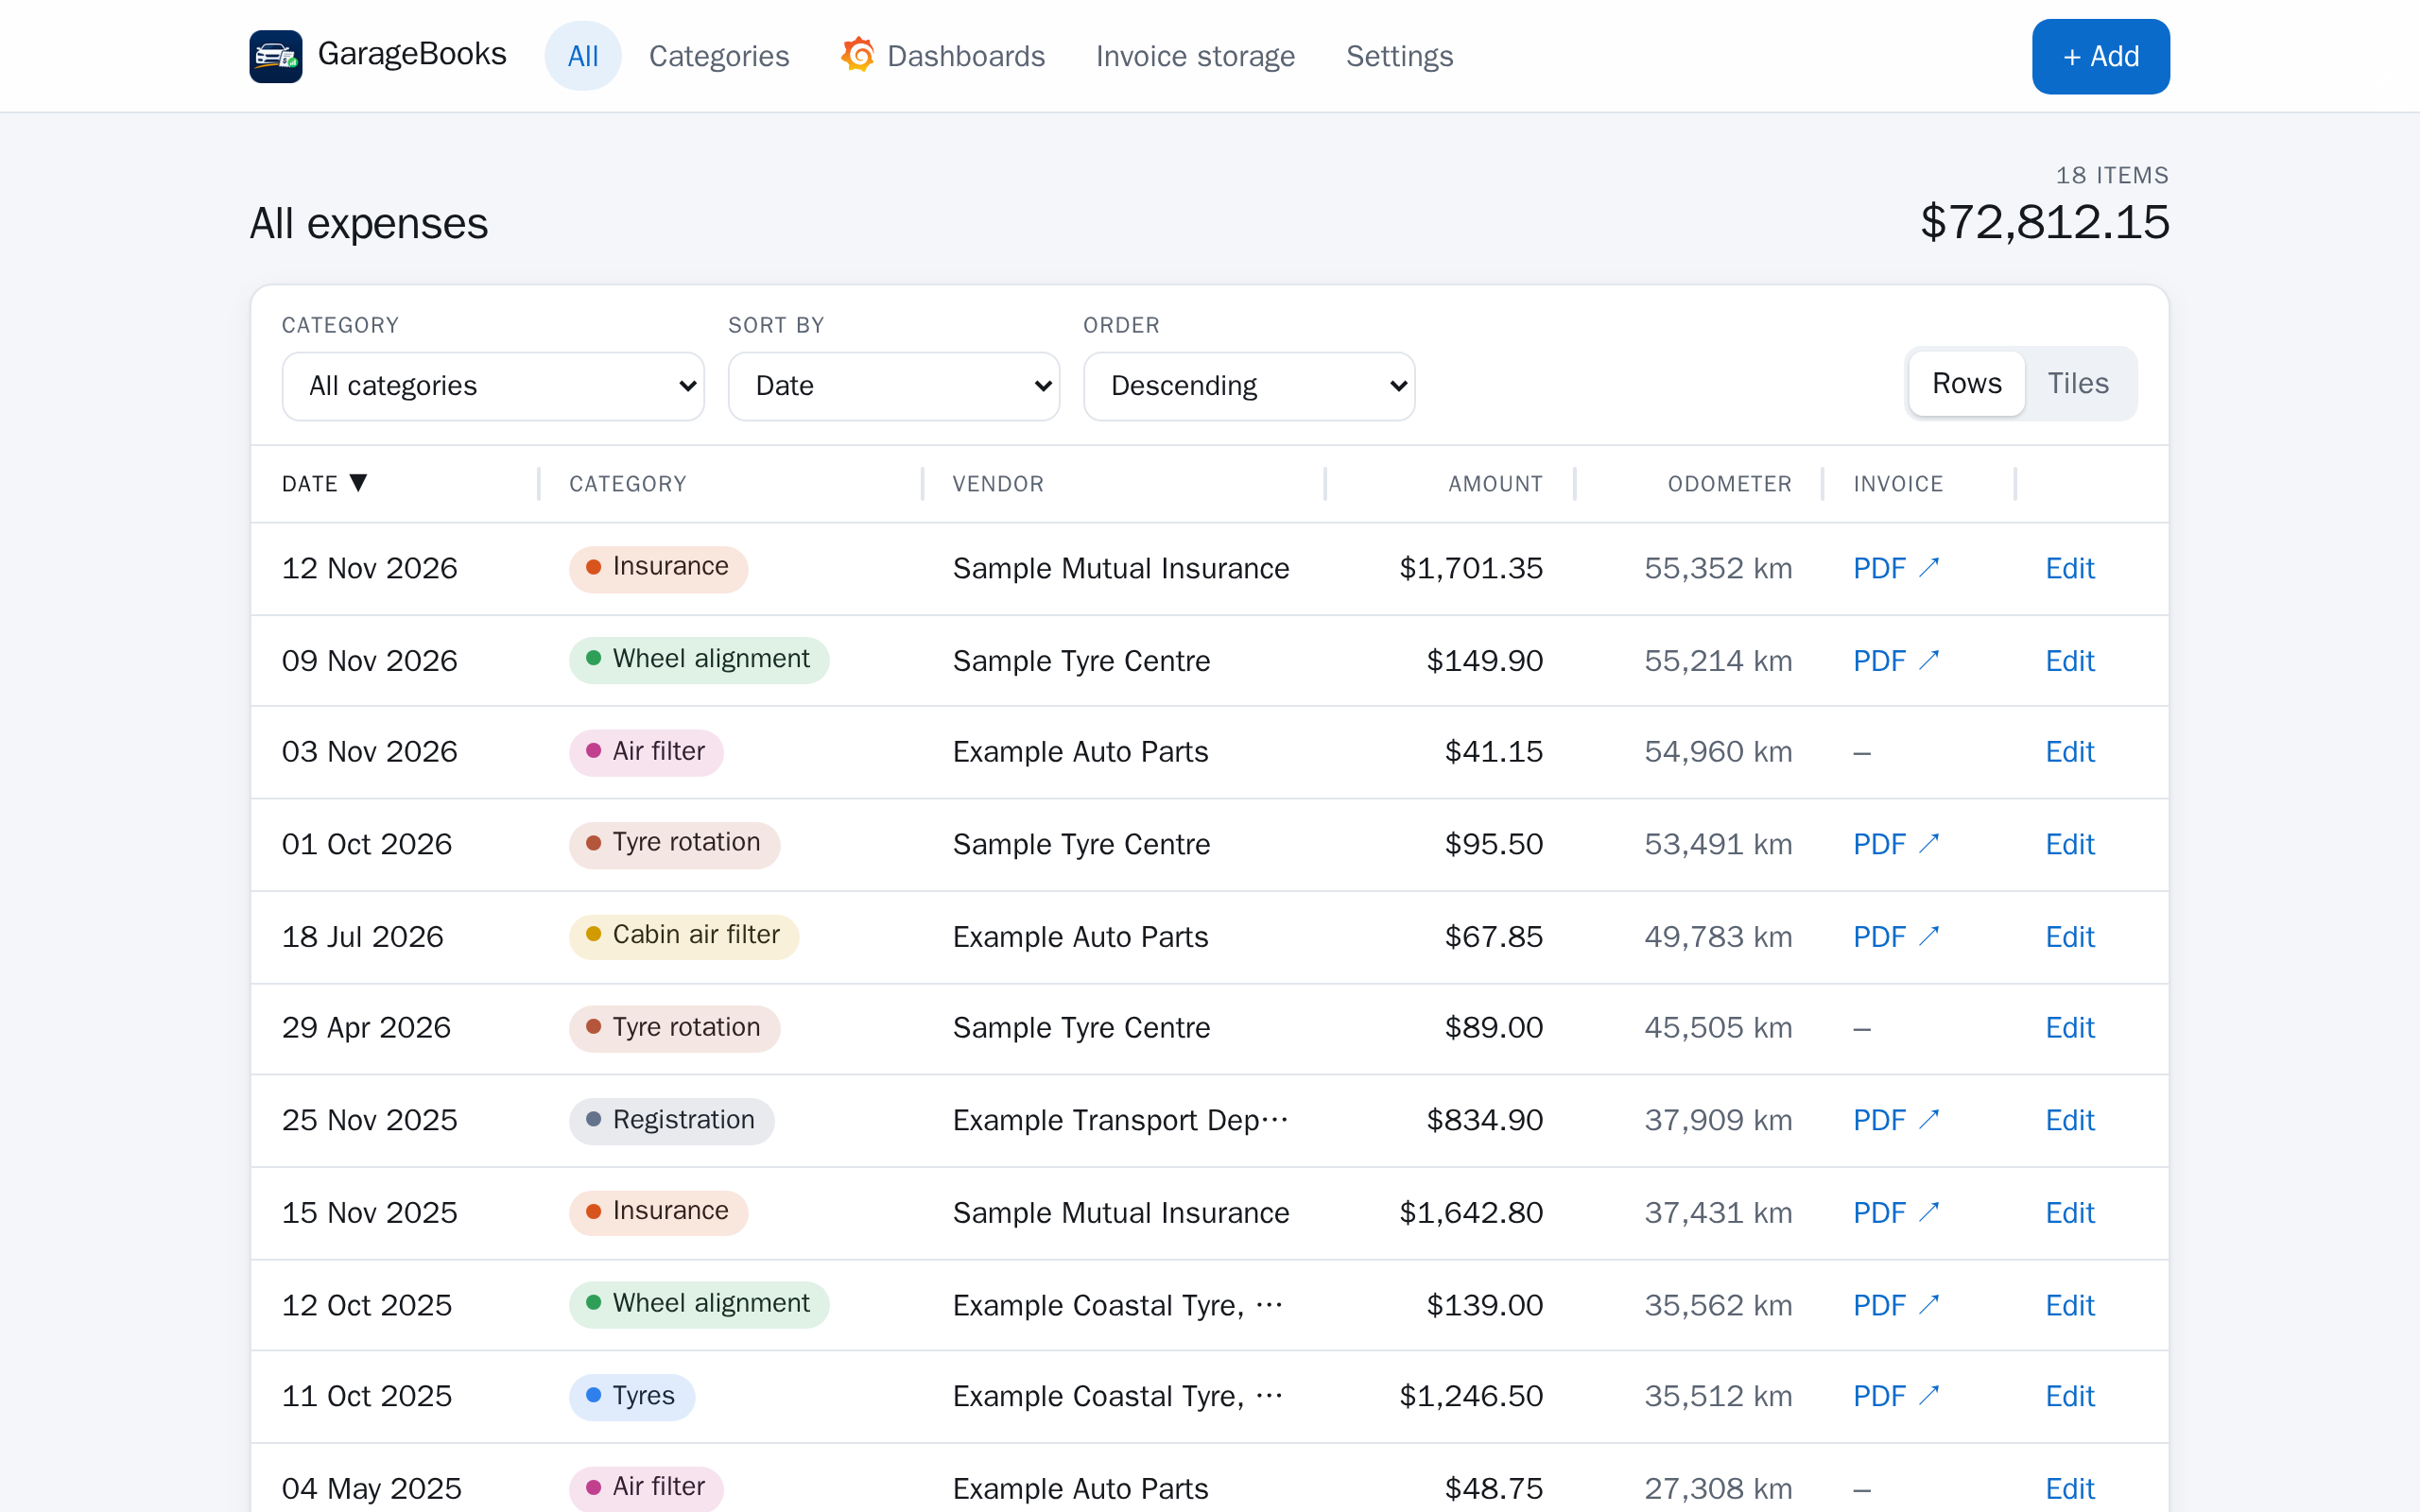 GarageBooks All Categories Dashboards Invoice storage Settings + Add
18 ITEMS
All expenses $72,812.15
CATEGORY SORT BY ORDER
All categories Date Descending Rows Tiles
DATE ▼ CATEGORY VENDOR AMOUNT ODOMETER INVOICE
12 Nov 2026 Insurance Sample Mutual Insurance $1,701.35 55,352 km PDF ↗ Edit
09 Nov 2026 Wheel alignment Sample Tyre Centre $149.90 55,214 km PDF ↗ Edit
03 Nov 2026 Air filter Example Auto Parts $41.15 54,960 km – Edit
01 Oct 2026 Tyre rotation Sample Tyre Centre $95.50 53,491 km PDF ↗ Edit
18 Jul 2026 Cabin air filter Example Auto Parts $67.85 49,783 km PDF ↗ Edit
29 Apr 2026 Tyre rotation Sample Tyre Centre $89.00 45,505 km – Edit
25 Nov 2025 Registration Example Transport Dep… $834.90 37,909 km PDF ↗ Edit
15 Nov 2025 Insurance Sample Mutual Insurance $1,642.80 37,431 km PDF ↗ Edit
12 Oct 2025 Wheel alignment Example Coastal Tyre, … $139.00 35,562 km PDF ↗ Edit
11 Oct 2025 Tyres Example Coastal Tyre, … $1,246.50 35,512 km PDF ↗ Edit
04 May 2025 Air filter Example Auto Parts $48.75 27,308 km – Edit